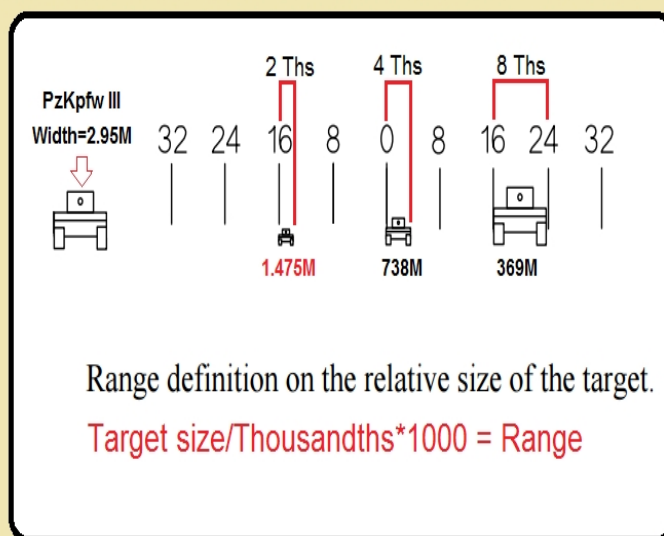 2 Ths 4 Ths 8 Ths
PzKpfw III
Width=2.95M
32 24 16 8 0 8 16 24 32
1.475M 738M 369M
Range definition on the relative size of the target.
Target size/Thousandths*1000 = Range